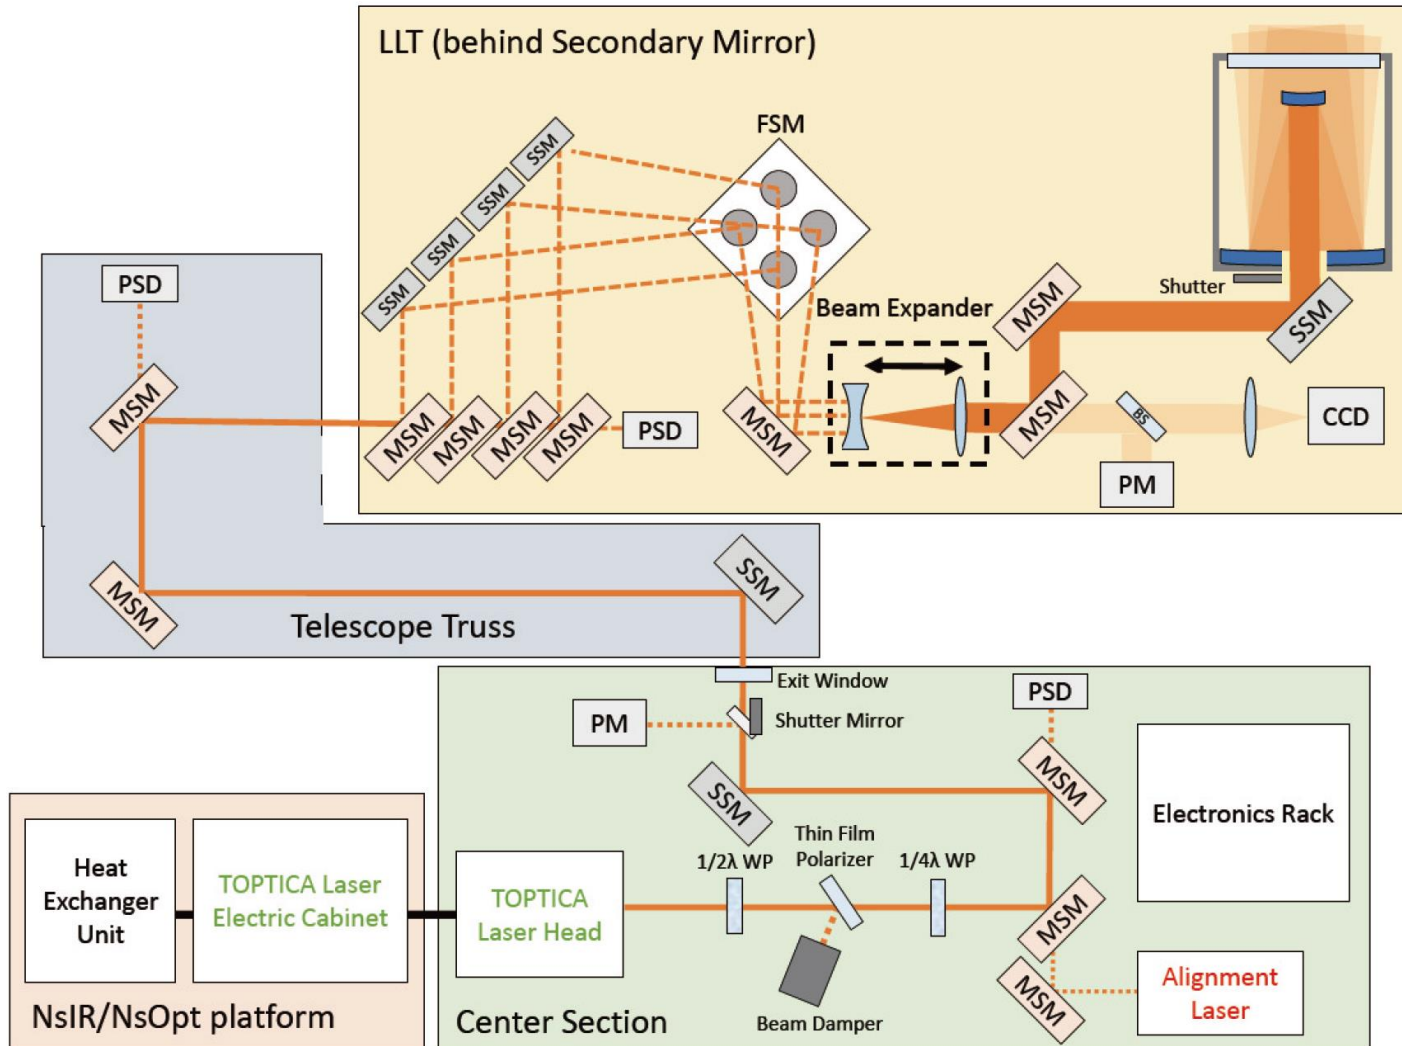 LLT (behind Secondary Mirror)
FSM
SSM
SSM
SSM
SSM
PSD
MSM
Shutter
Beam Expander
MSM
SSM
MSM
MSM
MSM
MSM
PSD
MSM
MSM
BS
CCD
PM
MSM
SSM
Telescope Truss
Exit Window
PSD
PM
Shutter Mirror
MSM
SSM
Electronics Rack
Thin Film
Polarizer
1/2λ WP
1/4λ WP
Heat
Exchanger
Unit
TOPTICA Laser
Electric Cabinet
TOPTICA
Laser Head
MSM
MSM
Alignment
Laser
Beam Damper
NsIR/NsOpt platform
Center Section